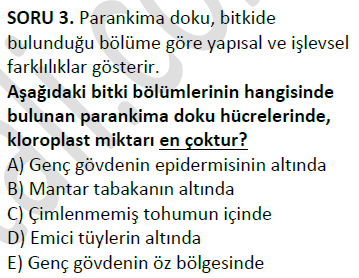 SORU 3. Parankima doku, bitkide
bulunduğu bölüme göre yapısal ve işlevsel
farklılıklar gösterir.
Aşağıdaki bitki bölümlerinin hangisinde
bulunan parankima doku hücrelerinde,
kloroplast miktarı en çoktur?
A) Genç gövdenin epidermisinin altında
B) Mantar tabakanın altında
C) Çimlenmemiş tohumun içinde
D) Emici tüylerin altında
E) Genç gövdenin öz bölgesinde